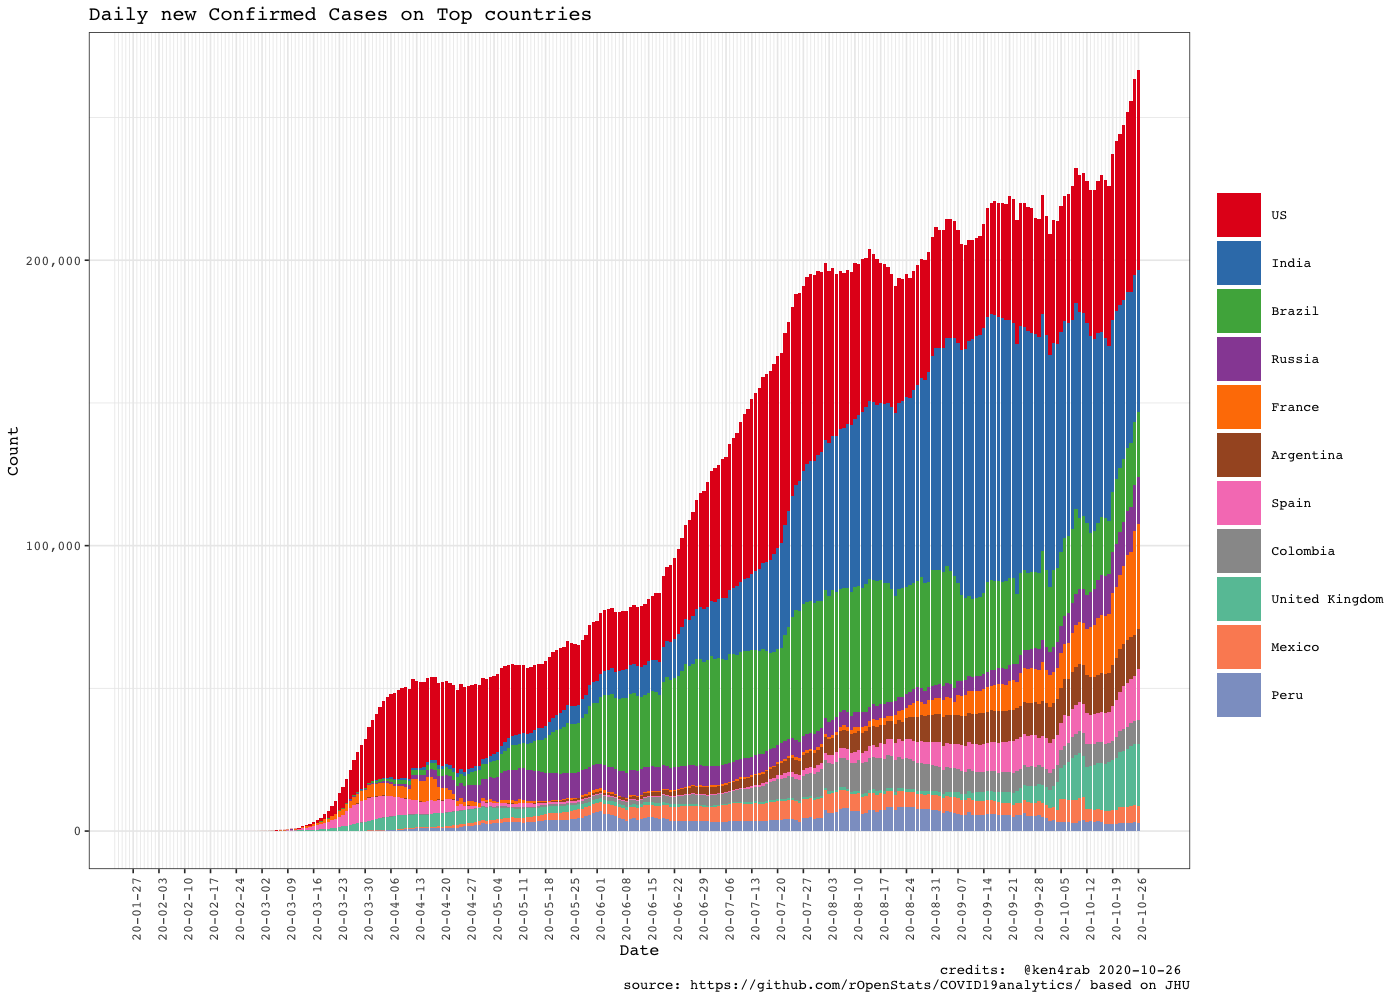 Daily new Confirmed Cases on Top countries
Count
200,000
100,000
0
US
India
Brazil
Russia
France
Argentina
Spain
Colombia
United Kingdom
Mexico
Peru
20-01-27
20-02-03
20-02-10
20-02-17
20-02-24
20-03-02
20-03-09
20-03-16
20-03-23
20-03-30
20-04-06
20-04-13
20-04-20
20-04-27
20-05-04
20-05-11
20-05-18
20-05-25
20-06-01
20-06-08
20-06-15
20-06-22
20-06-29
20-07-06
20-07-13
20-07-20
20-07-27
20-08-03
20-08-10
20-08-17
20-08-24
20-08-31
20-09-07
20-09-14
20-09-21
20-09-28
20-10-05
20-10-12
20-10-19
20-10-26
Date
credits:  @ken4rab 2020-10-26
source: https://github.com/rOpenStats/COVID19analytics/ based on JHU